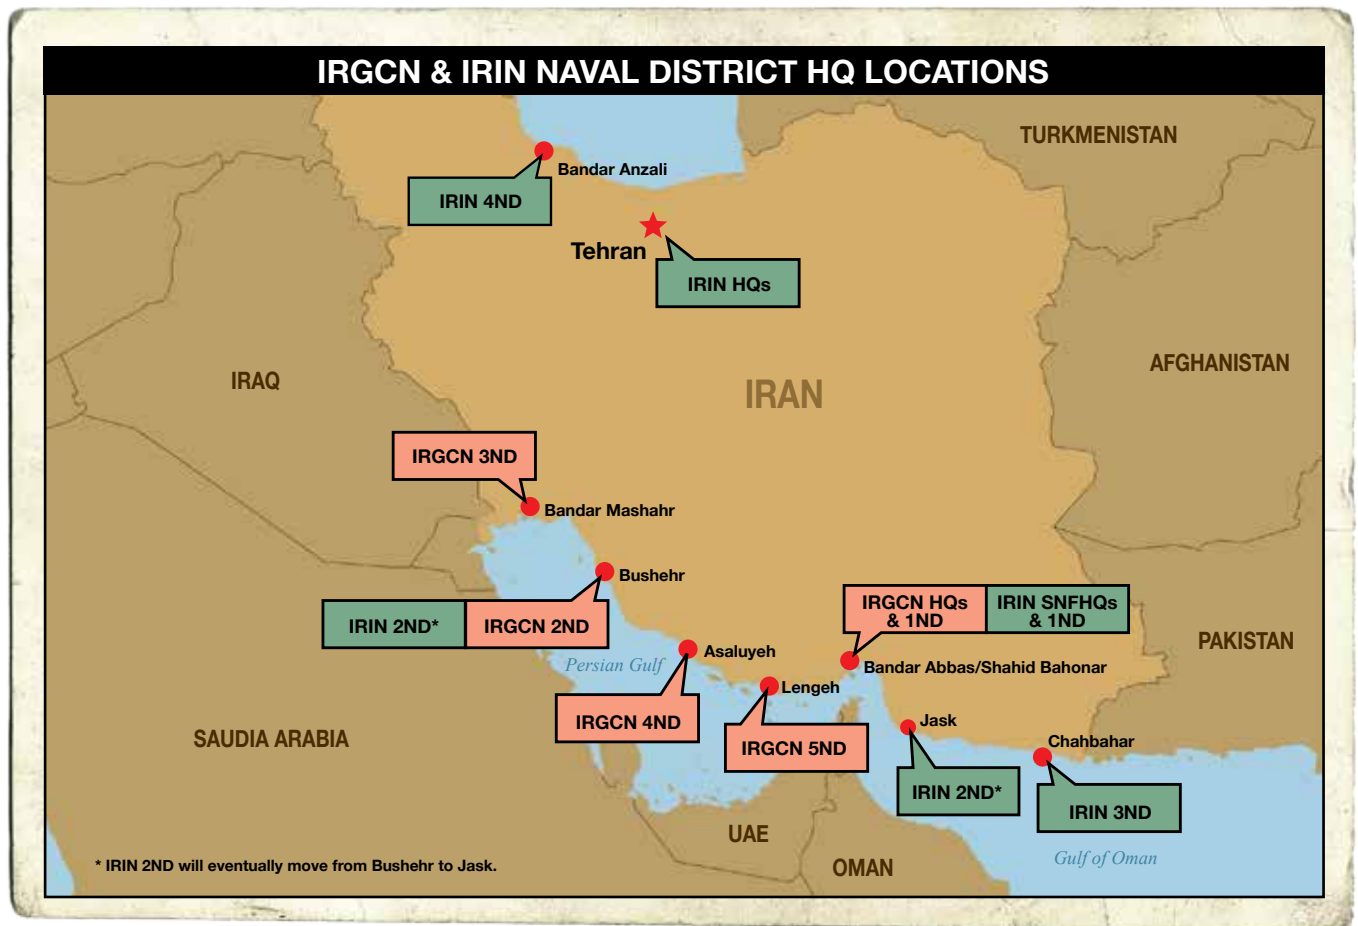 IRGCN & IRIN NAVAL DISTRICT HQ LOCATIONS
TURKMENISTAN
Bandar Anzali
IRIN 4ND
Tehran
IRIN HQs
AFGHANISTAN
IRAQ
IRAN
IRGCN 3ND
Bandar Mashahr
Bushehr
IRIN 2ND*
IRGCN 2ND
IRGCN HQs
& 1ND
IRIN SNFHQs
& 1ND
PAKISTAN
Asaluyeh
Persian Gulf
Bandar Abbas/Shahid Bahonar
Lengeh
IRGCN 4ND
Jask
SAUDIA ARABIA
IRGCN 5ND
Chahbahar
IRIN 2ND*
IRIN 3ND
UAE
Gulf of Oman
* IRIN 2ND will eventually move from Bushehr to Jask.
OMAN